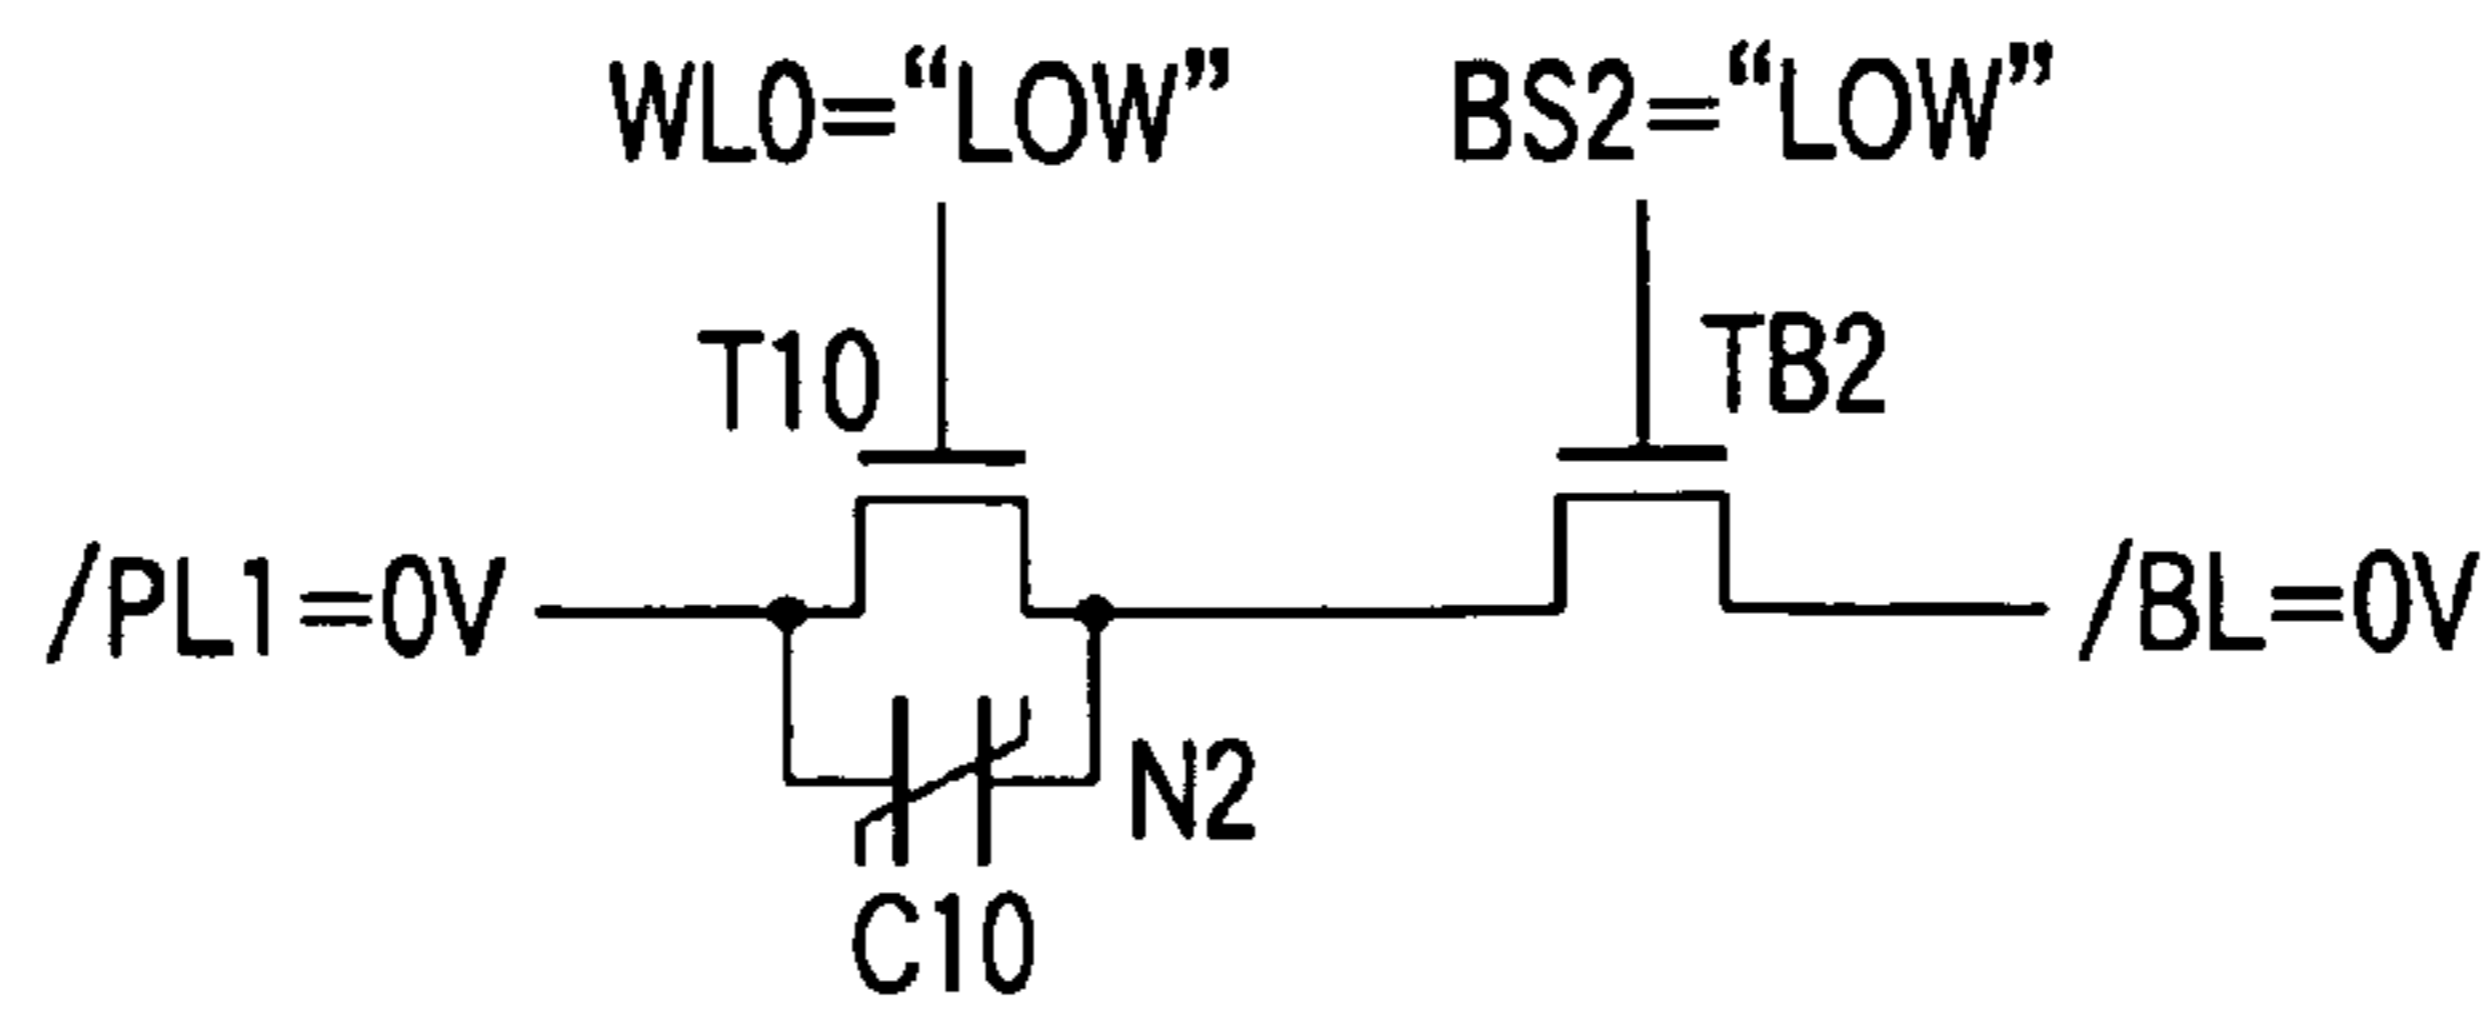 WL0=“LOW” BS2=“LOW”
T10 TB2
/PL1=0V /BL=0V
N2
C10